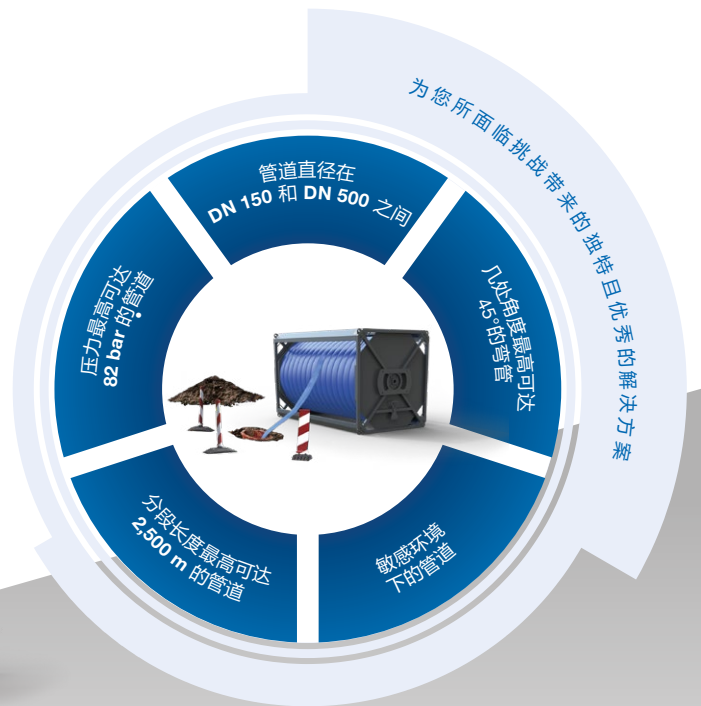 为您所面临挑战带来的独特且优秀的解决方案
管道直径在
DN 150 和 DN 500 之间
几处角度最高可达
45°的弯管
敏感环境
下的管道
分段长度最高可达
2,500 m 的管道
压力最高可达
82 bar 的管道